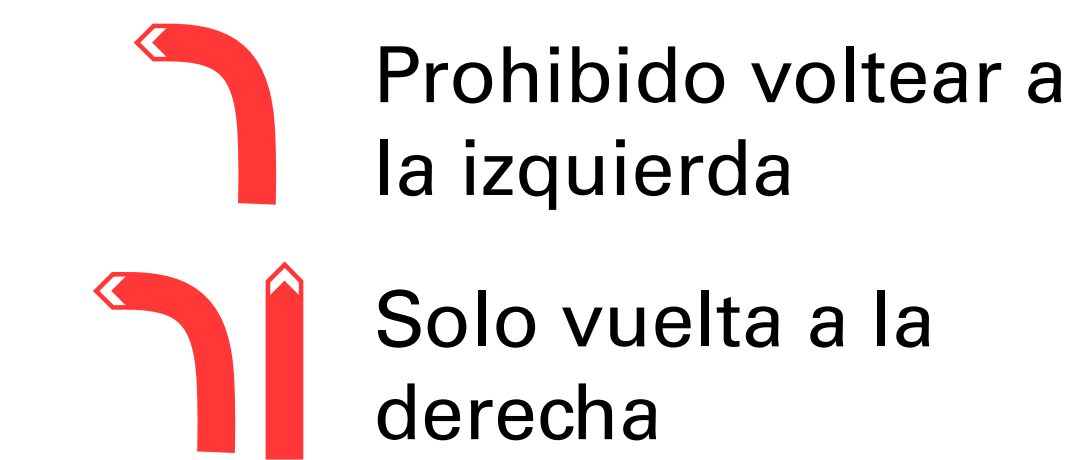 Prohibido voltear a
la izquierda
Solo vuelta a la
derecha